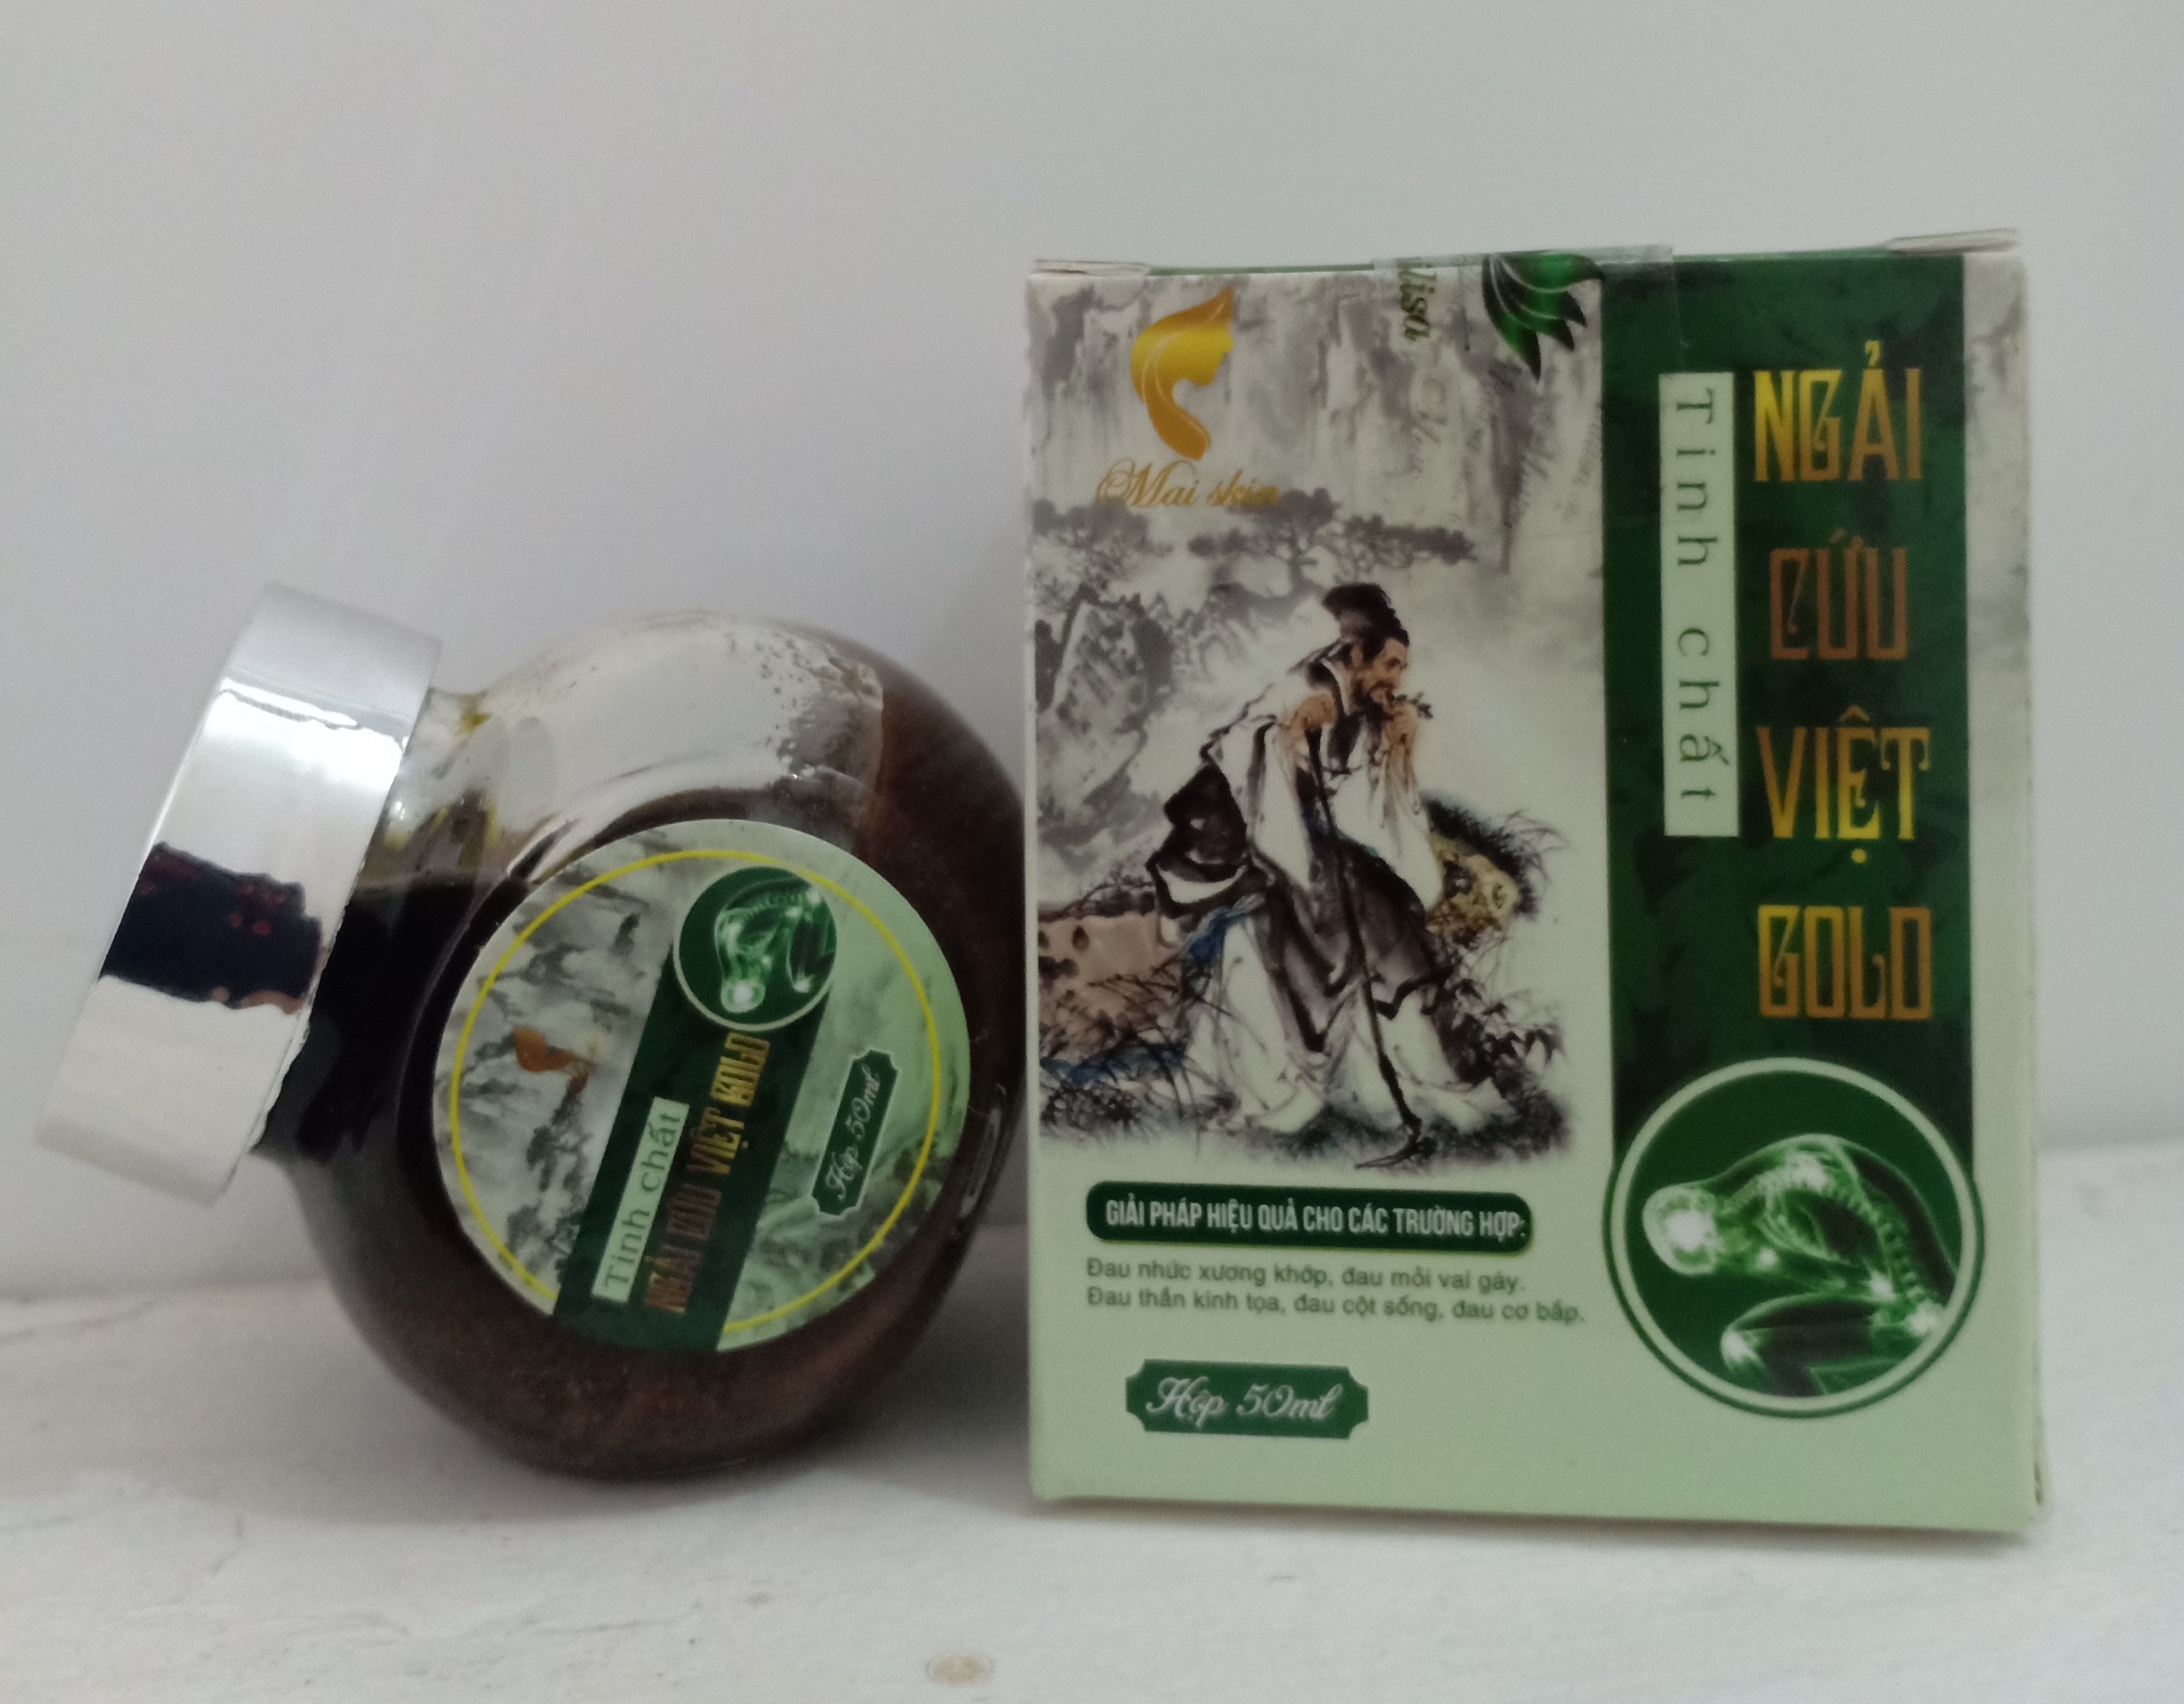 Mai skin
lisa
Tinh chất
NGẢI
CỨU
VIỆT
GOLD
GIẢI PHÁP HIỆU QUẢ CHO CÁC TRƯỜNG HỢP:
Đau nhức xương khớp, đau mỏi vai gáy.
Đau thần kinh tọa, đau cột sống, đau cơ bắp.
Hộp 50ml
Tinh chất
NGẢI CỨU VIỆT GOLD
Hộp 50ml